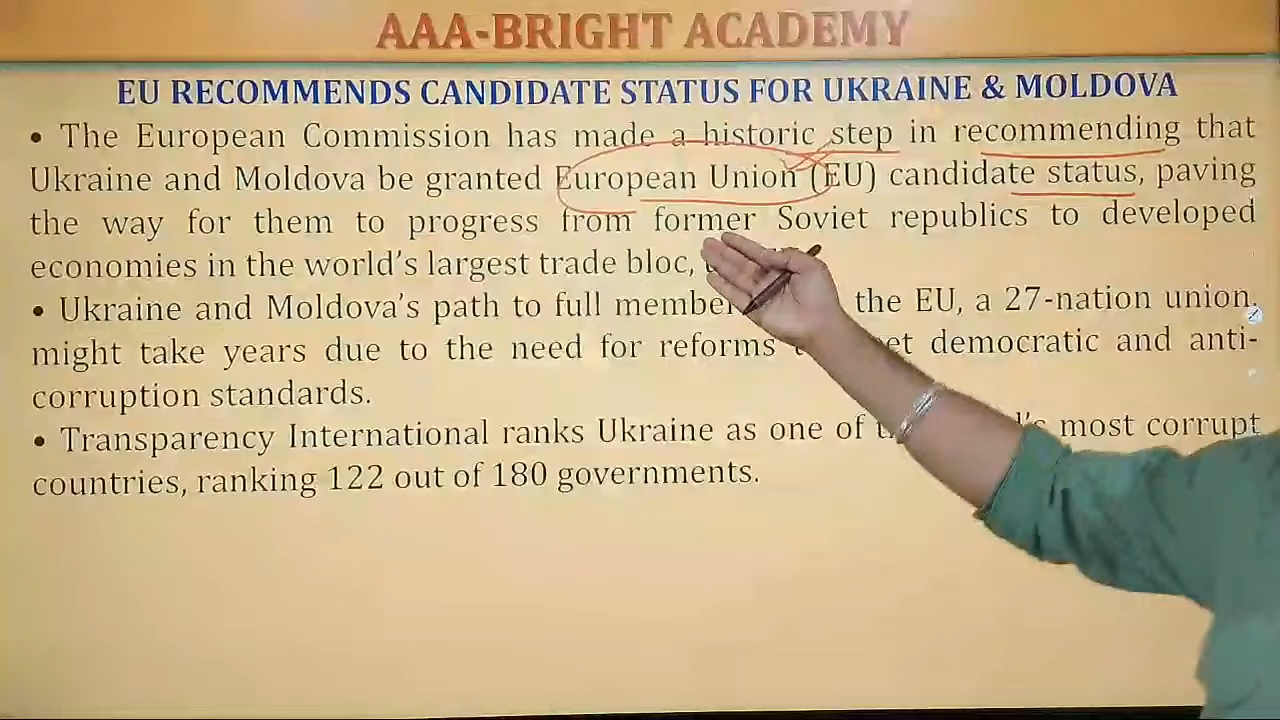 AAA-BRIGHT ACADEMY
EU RECOMMENDS CANDIDATE STATUS FOR UKRAINE & MOLDOVA
• The European Commission has made a historic step in recommending that
Ukraine and Moldova be granted European Union (EU) candidate status, paving
the way for them to progress from former Soviet republics to developed
economies in the world's largest trade bloc,
• Ukraine and Moldova's path to full the EU, a 27-nation union,
might take years due to the need for reforms democratic and anti-
corruption standards.
• Transparency International ranks Ukraine as one of most corrupt
countries, ranking 122 out of 180 governments.